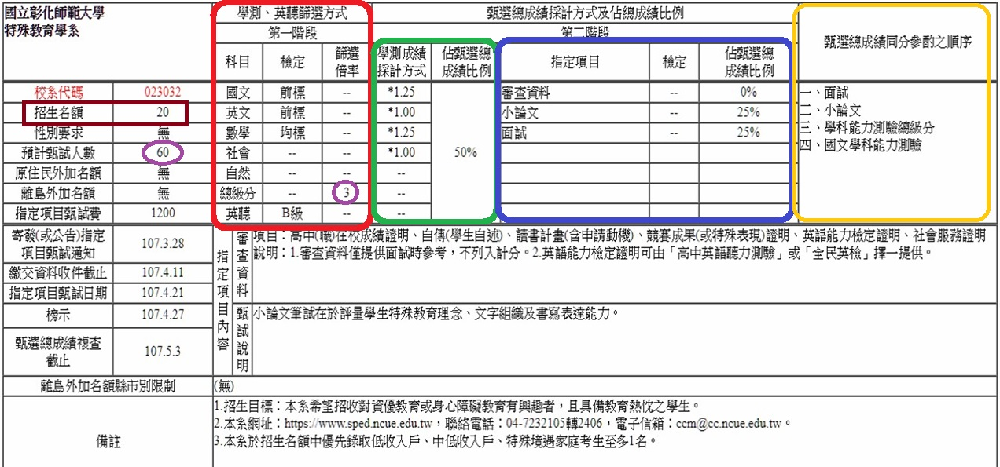 國立彰化師範大學
特殊教育學系
學測、英聽篩選方式
甄選總成績採計方式及佔總成績比例
甄選總成績同分參酌之順序
第一階段
第二階段
科目 檢定 篩選倍率 學測成績採計方式 佔甄選總成績比例 指定項目 檢定 佔甄選總成績比例
校系代碼 023032 國文 前標 -- *1.25 審查資料 -- 0% 一、面試
招生名額 20 英文 前標 -- *1.00 小論文 -- 25% 二、小論文
性別要求 無 數學 均標 -- *1.25 面試 -- 25% 三、學科能力測驗總級分
預計甄試人數 60 社會 -- -- *1.00 50% 四、國文學科能力測驗
原住民外加名額 無 自然 -- -- --
離島外加名額 無 總級分 -- 3 --
指定項目甄試費 1200 英聽 B級 -- --
寄發(或公告)指定項目甄試通知 107.3.28
繳交資料收件截止 107.4.11
指定項目甄試日期 107.4.21
榜示 107.4.27
甄選總成績複查截止 107.5.3
指定項目內容
審查資料
項目：高中(職)在校成績證明、自傳(學生自述)、讀書計畫(含申請動機)、競賽成果(或特殊表現)證明、英語能力檢定證明、社會服務證明
說明：1.審查資料僅提供面試時參考，不列入計分。2.英語能力檢定證明可由「高中英語聽力測驗」或「全民英檢」擇一提供。
甄試說明
小論文筆試在於評量學生特殊教育理念、文字組織及書寫表達能力。
離島外加名額縣市別限制 (無)
備註
1.招生目標：本系希望招收對資優教育或身心障礙教育有興趣者，且具備教育熱忱之學生。
2.本系網址：https://www.sped.ncue.edu.tw，聯絡電話：04-7232105轉2406，電子信箱：ccm@cc.ncue.edu.tw。
3.本系於招生名額中優先錄取低收入戶、中低收入戶、特殊境遇家庭考生至多1名。